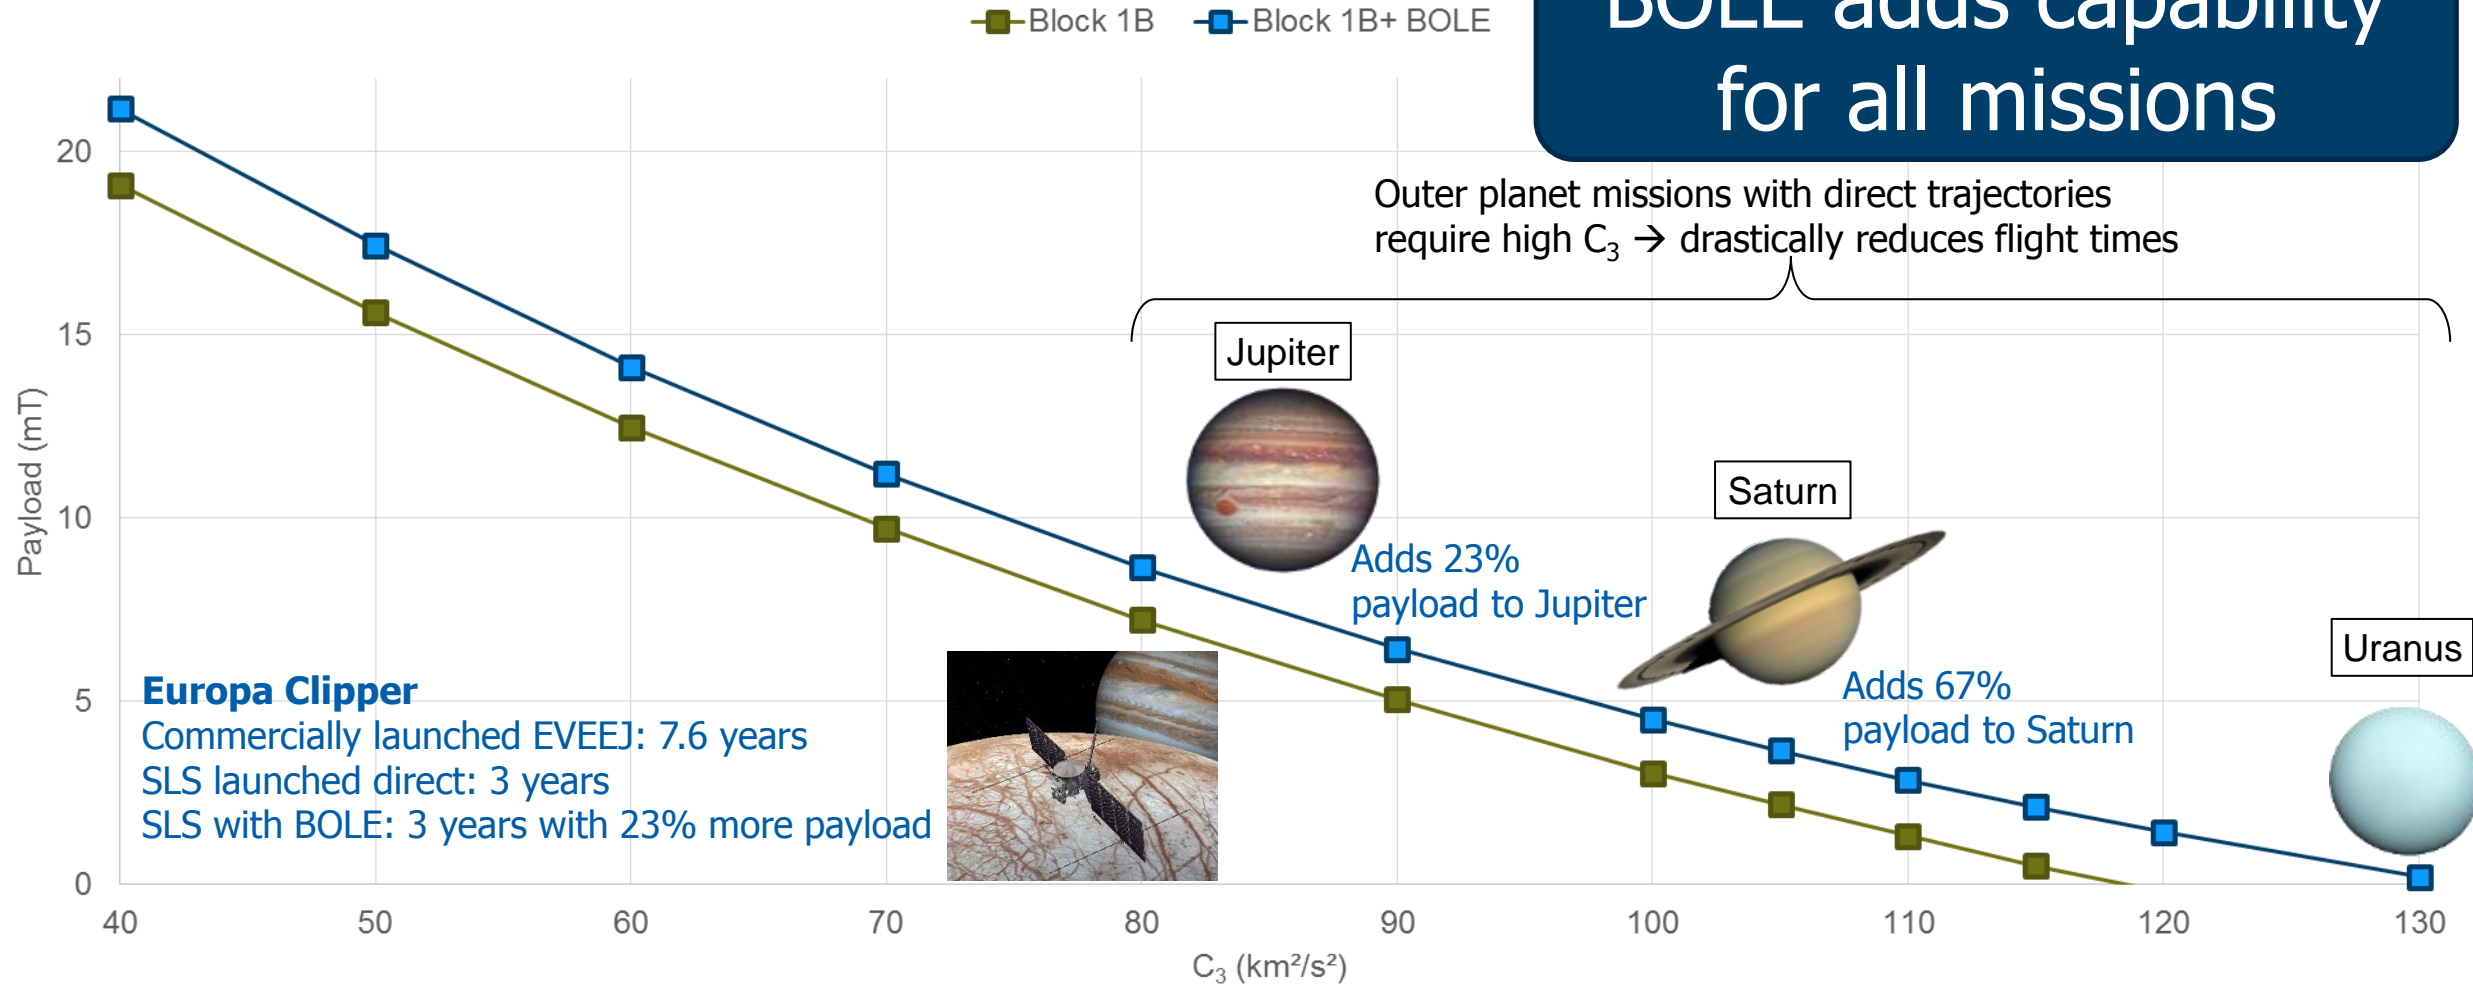 Block 1B
Block 1B+ BOLE
BOLE adds capability
for all missions
Outer planet missions with direct trajectories
require high C₃ → drastically reduces flight times
Jupiter
Saturn
Uranus
Adds 23%
payload to Jupiter
Adds 67%
payload to Saturn
Europa Clipper
Commercially launched EVEEJ: 7.6 years
SLS launched direct: 3 years
SLS with BOLE: 3 years with 23% more payload
Payload (mT)
20
15
10
5
0
40 50 60 70 80 90 100 110 120 130
C₃ (km²/s²)